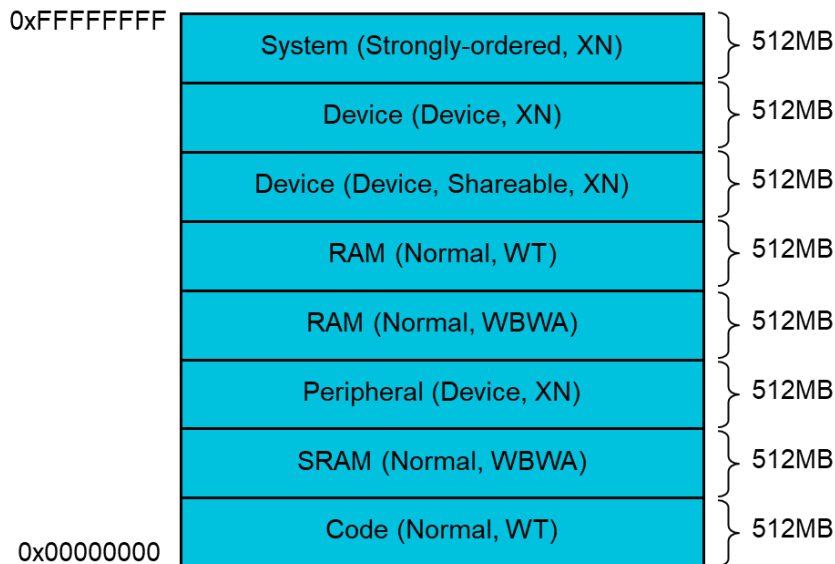 0xFFFFFFFF
System (Strongly-ordered, XN) 512MB
Device (Device, XN) 512MB
Device (Device, Shareable, XN) 512MB
RAM (Normal, WT) 512MB
RAM (Normal, WBWA) 512MB
Peripheral (Device, XN) 512MB
SRAM (Normal, WBWA) 512MB
Code (Normal, WT) 512MB
0x00000000